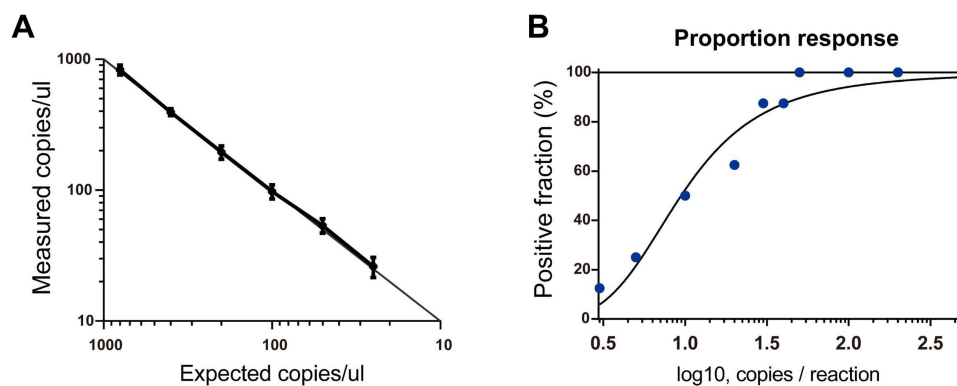 A
Measured copies/ul
1000
100
10
1000
100
10
Expected copies/ul
B
Proportion response
Positive fraction (%)
100
80
60
40
20
0
0.5
1.0
1.5
2.0
2.5
log10, copies / reaction